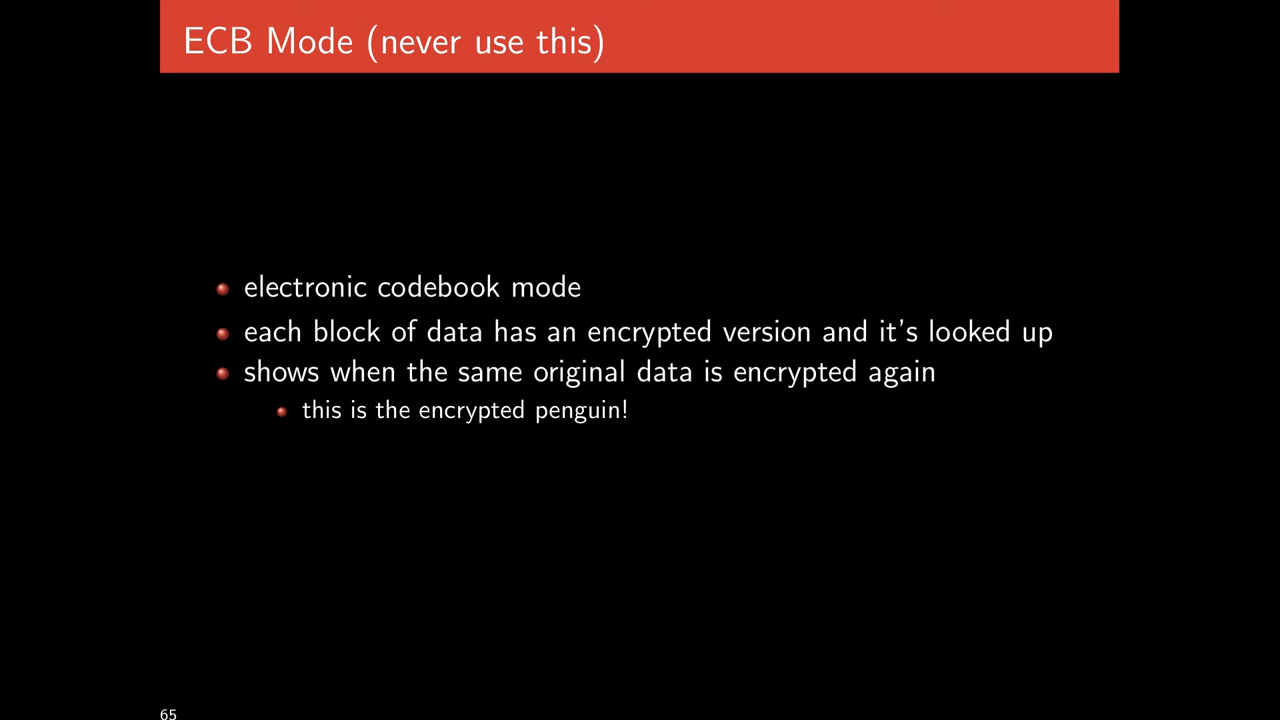 ECB Mode (never use this)
electronic codebook mode
each block of data has an encrypted version and it's looked up
shows when the same original data is encrypted again
this is the encrypted penguin!
65